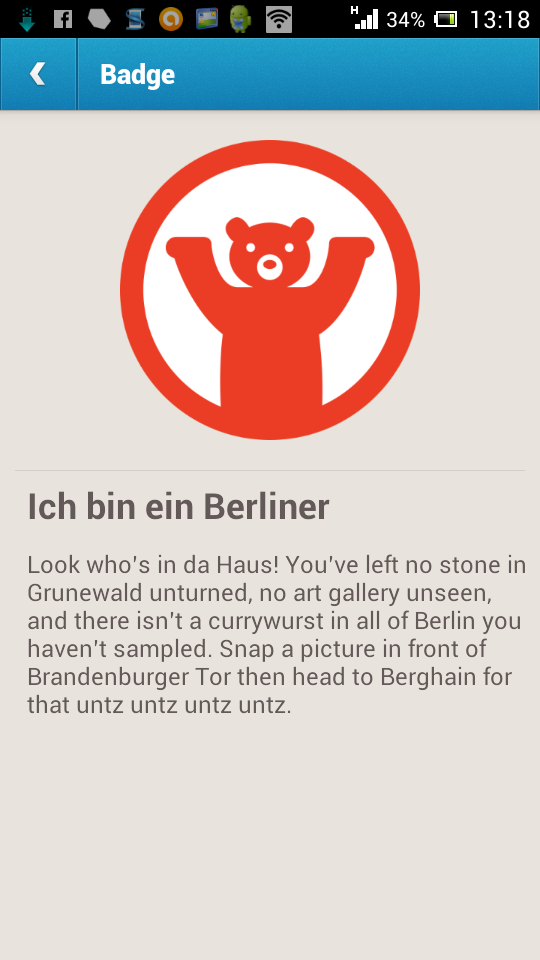 H 34% 13:18
Badge
Ich bin ein Berliner
Look who's in da Haus! You've left no stone in
Grunewald unturned, no art gallery unseen,
and there isn't a currywurst in all of Berlin you
haven't sampled. Snap a picture in front of
Brandenburger Tor then head to Berghain for
that untz untz untz untz.